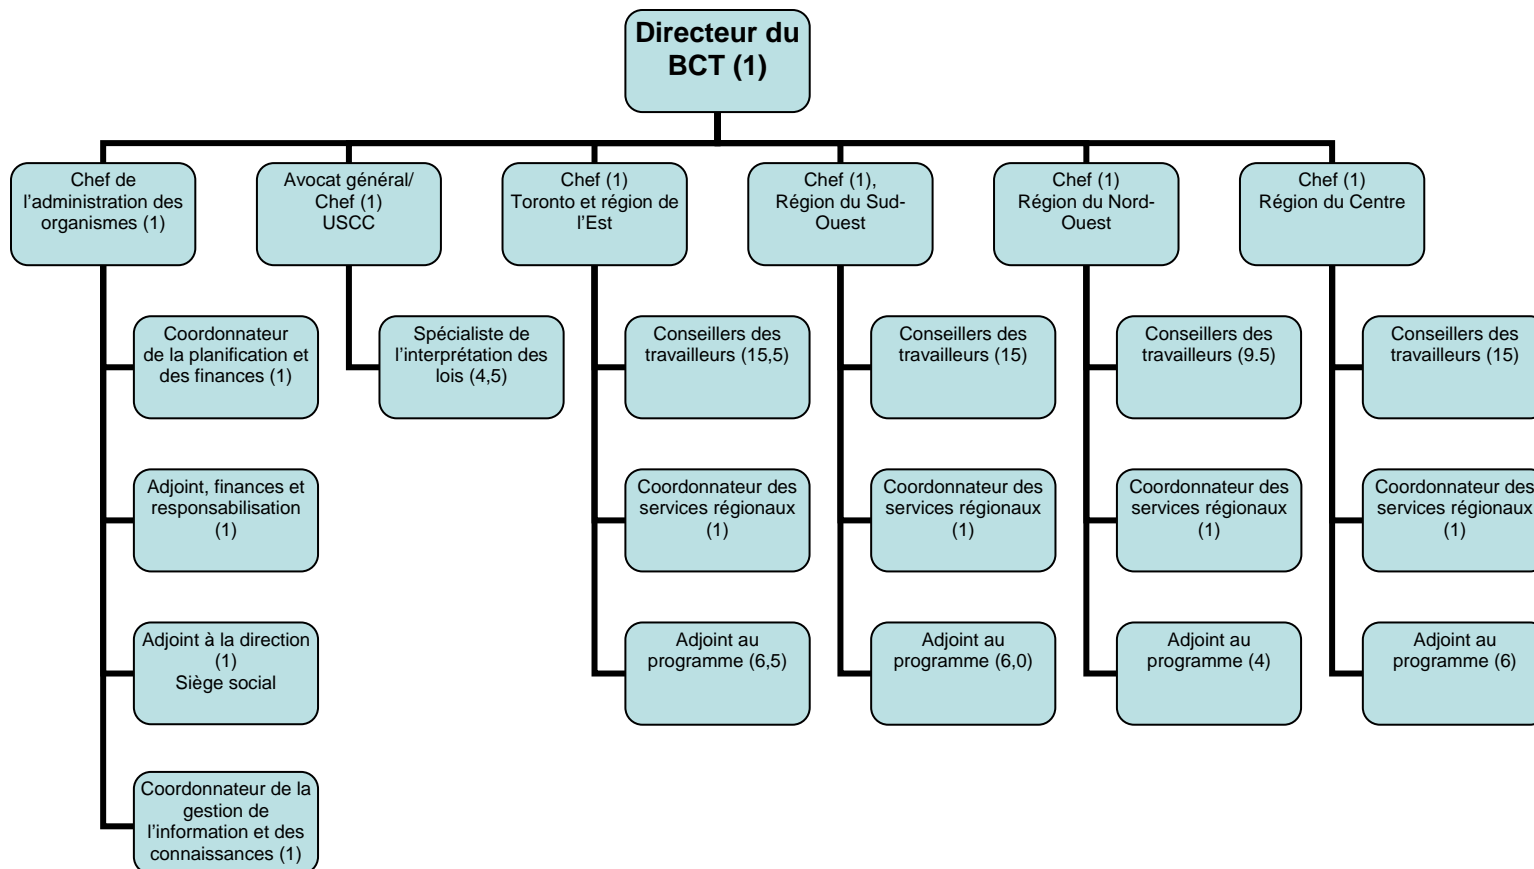 Directeur du
BCT (1)
Chef de
l’administration des
organismes (1)
Avocat général/
Chef (1)
USCC
Chef (1)
Toronto et région de
l’Est
Chef (1),
Région du Sud-
Ouest
Chef (1)
Région du Nord-
Ouest
Chef (1)
Région du Centre
Coordonnateur
de la planification et
des finances (1)
Spécialiste de
l’interprétation des
lois (4,5)
Conseillers des
travailleurs (15,5)
Conseillers des
travailleurs (15)
Conseillers des
travailleurs (9.5)
Conseillers des
travailleurs (15)
Adjoint, finances et
responsabilisation
(1)
Coordonnateur des
services régionaux
(1)
Coordonnateur des
services régionaux
(1)
Coordonnateur des
services régionaux
(1)
Coordonnateur des
services régionaux
(1)
Adjoint à la direction
(1)
Siège social
Adjoint au
programme (6,5)
Adjoint au
programme (6,0)
Adjoint au
programme (4)
Adjoint au
programme (6)
Coordonnateur de la
gestion de
l’information et des
connaissances (1)